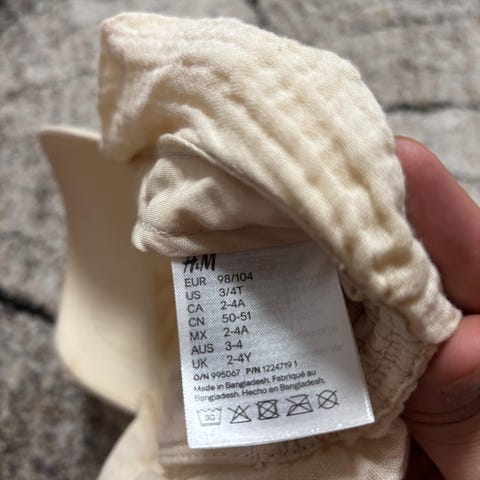 H&M
EUR 98/104
US 3/4T
CA 2-4A
CN 50-51
MX 2-4A
AUS 3-4
UK 2-4Y
O/N 995067 P/N 1224719 1
Made in Bangladesh. Fabriqué au
Bangladesh. Hecho en Bangladesh.
30